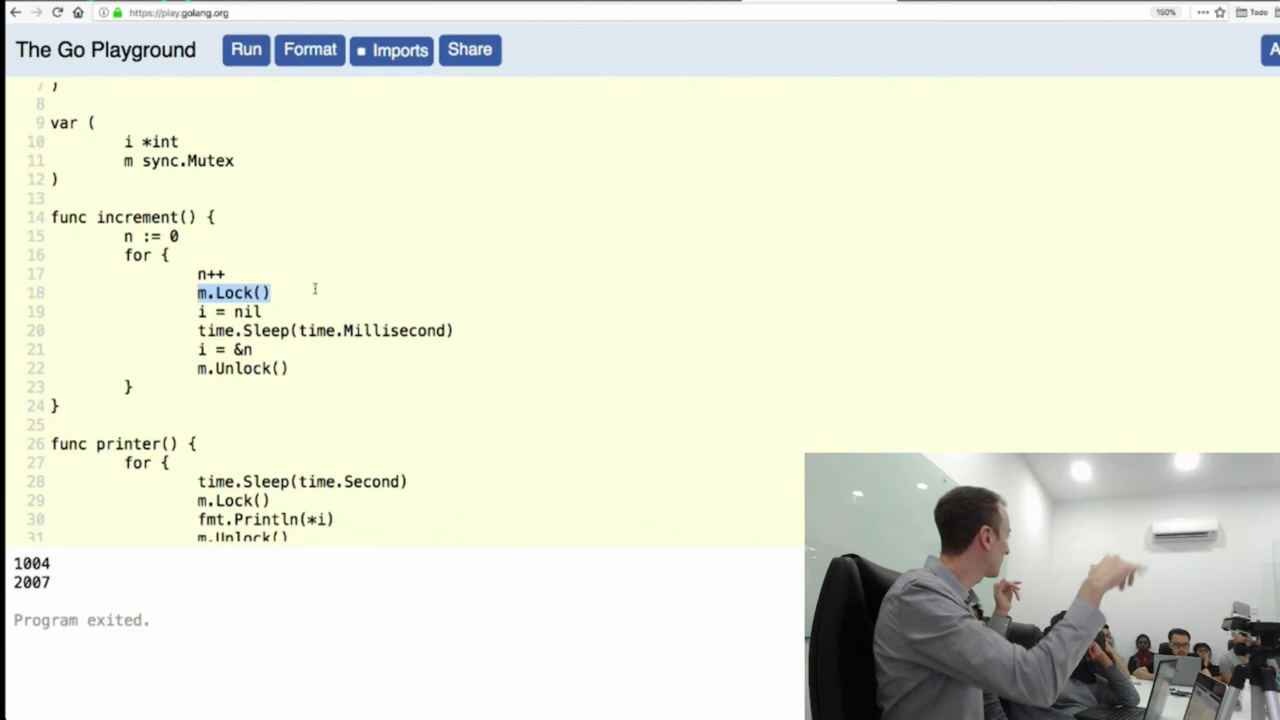 https://play.golang.org
150%
Todo
The Go Playground Run Format Imports Share A
7 )
8
9 var (
10 i *int
11 m sync.Mutex
12 )
13
14 func increment() {
15 n := 0
16 for {
17 n++
18 m.Lock()
19 i = nil
20 time.Sleep(time.Millisecond)
21 i = &n
22 m.Unlock()
23 }
24 }
25
26 func printer() {
27 for {
28 time.Sleep(time.Second)
29 m.Lock()
30 fmt.Println(*i)
31 m.Unlock()
1004
2007
Program exited.